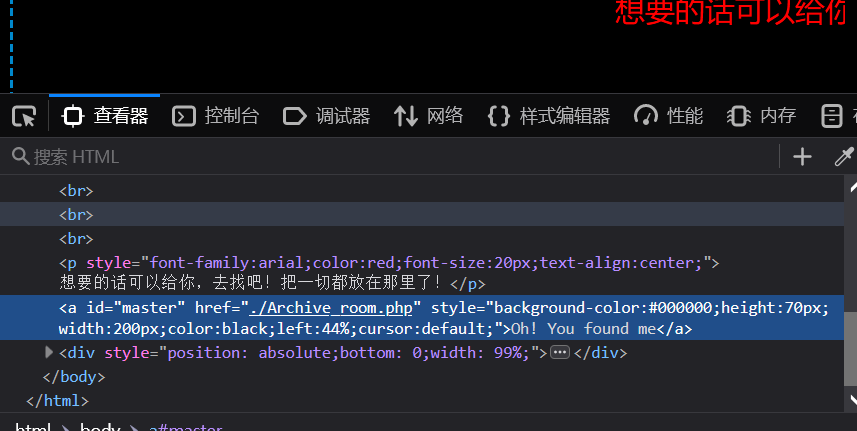 想要的话可以给你
查看器 控制台 调试器 网络 样式编辑器 性能 内存
搜索 HTML
<br>
<br>
<br>
<p style="font-family:arial;color:red;font-size:20px;text-align:center;">
想要的话可以给你，去找吧！把一切都放在那里了！</p>
<a id="master" href="./Archive_room.php" style="background-color:#000000;height:70px;
width:200px;color:black;left:44%;cursor:default;">Oh! You found me</a>
<div style="position: absolute;bottom: 0;width: 99%;">…</div>
</body>
</html>
html > body > a#master